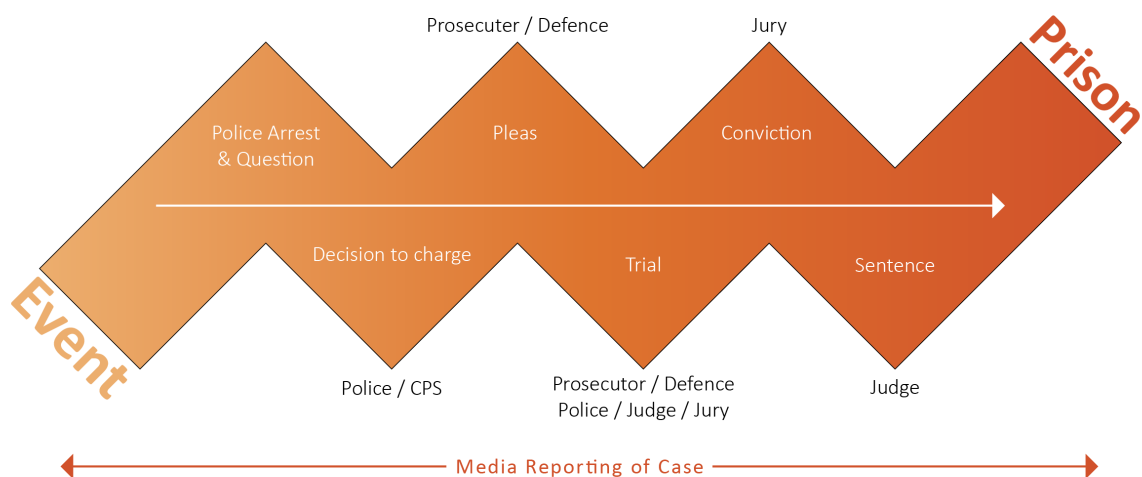 Prosecuter / Defence
Jury
Prison
Police Arrest
& Question
Pleas
Conviction
Decision to charge
Trial
Sentence
Event
Police / CPS
Prosecutor / Defence
Police / Judge / Jury
Judge
Media Reporting of Case